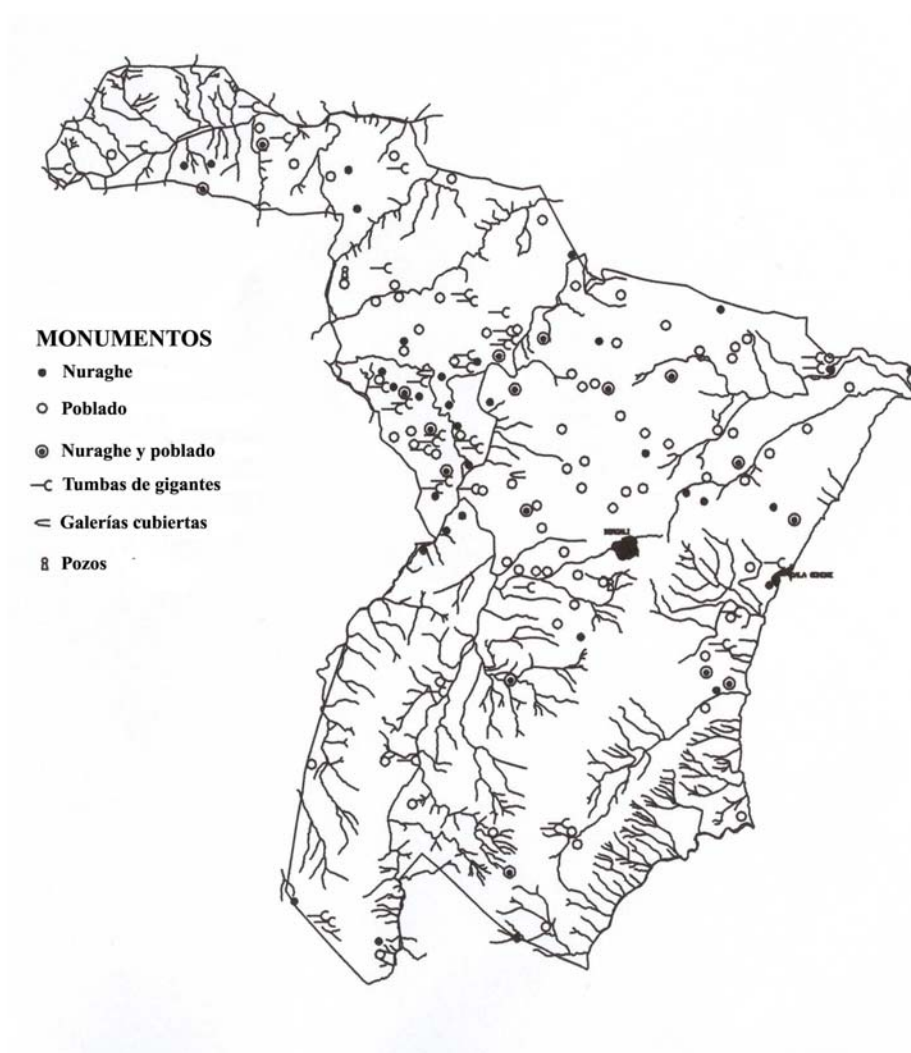 MONUMENTOS
Nuraghe
Poblado
Nuraghe y poblado
Tumbas de gigantes
Galerías cubiertas
Pozos